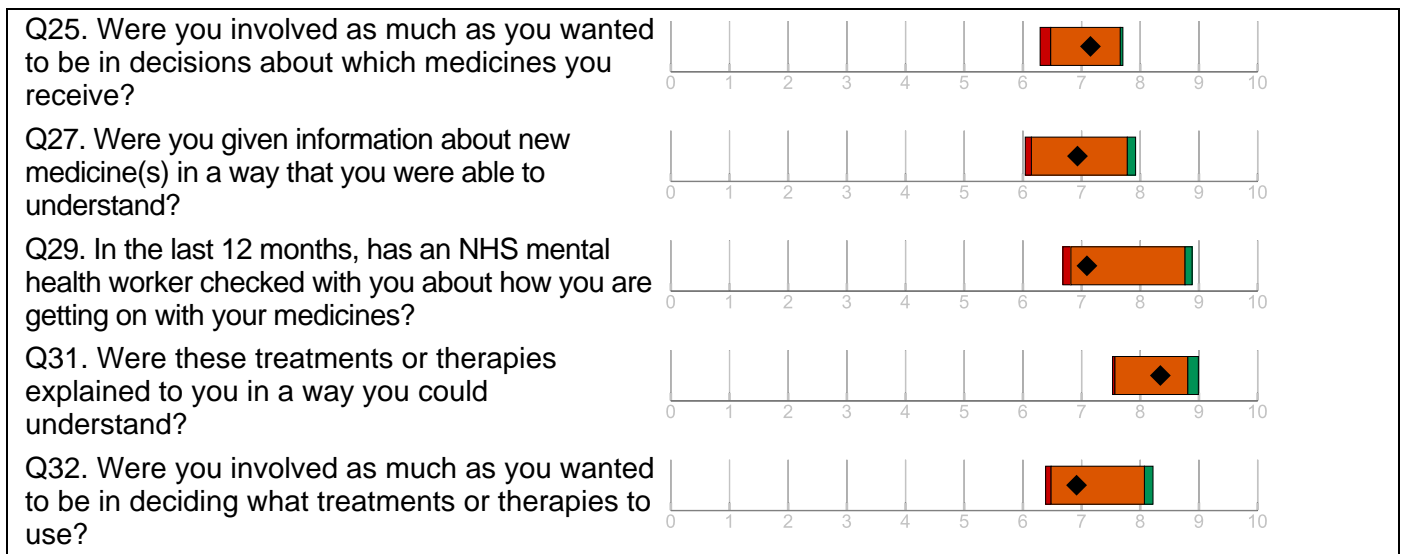 Q25. Were you involved as much as you wanted
to be in decisions about which medicines you
receive?
0 1 2 3 4 5 6 7 8 9 10
Q27. Were you given information about new
medicine(s) in a way that you were able to
understand?
0 1 2 3 4 5 6 7 8 9 10
Q29. In the last 12 months, has an NHS mental
health worker checked with you about how you are
getting on with your medicines?
0 1 2 3 4 5 6 7 8 9 10
Q31. Were these treatments or therapies
explained to you in a way you could
understand?
0 1 2 3 4 5 6 7 8 9 10
Q32. Were you involved as much as you wanted
to be in deciding what treatments or therapies to
use?
0 1 2 3 4 5 6 7 8 9 10